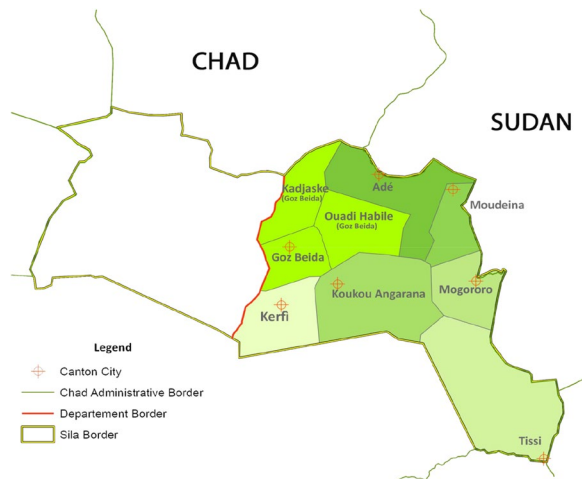 CHAD
SUDAN
Kadjaske
(Goz Beida)
Adé
Moudeina
Ouadi Habile
(Goz Beida)
Goz Beida
Koukou Angarana
Mogororo
Kerfi
Tissi
Legend
Canton City
Chad Administrative Border
Departement Border
Sila Border